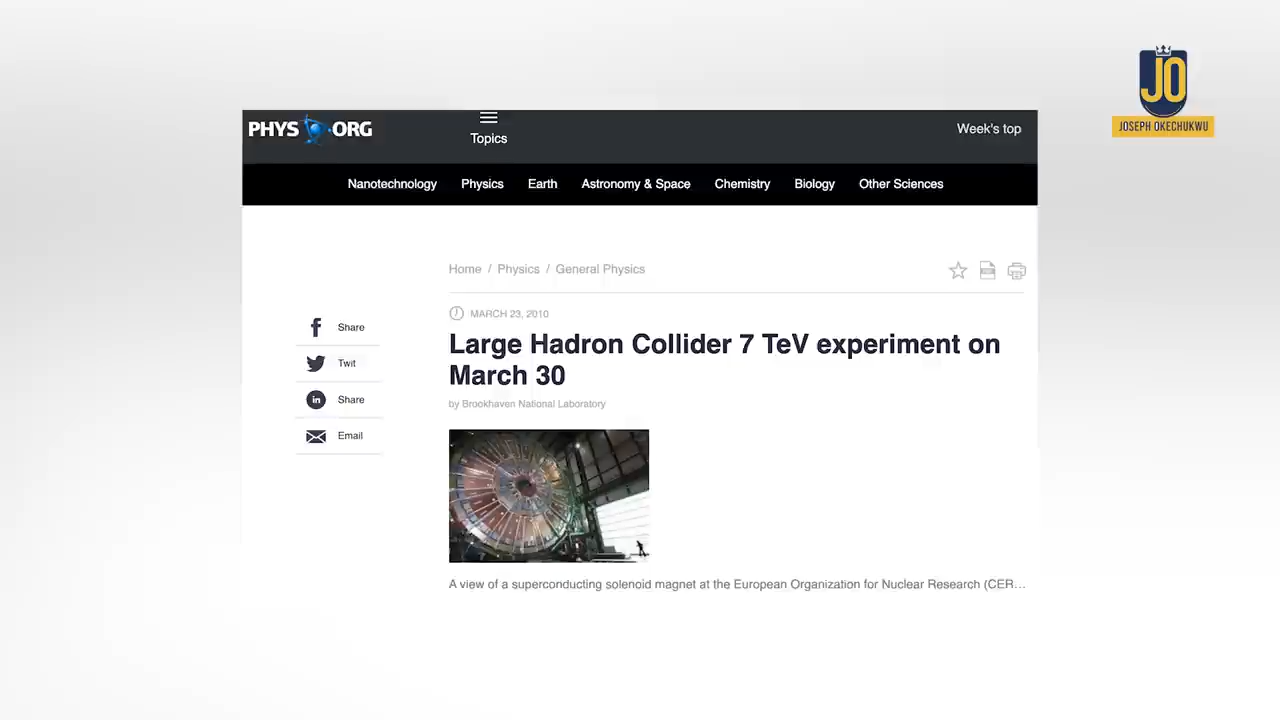 JO
JOSEPH OKECHUKWU
PHYS ORG
Topics
Week's top
Nanotechnology Physics Earth Astronomy & Space Chemistry Biology Other Sciences
Home / Physics / General Physics
MARCH 23, 2010
Large Hadron Collider 7 TeV experiment on
March 30
by Brookhaven National Laboratory
Share
Twit
in Share
Email
A view of a superconducting solenoid magnet at the European Organization for Nuclear Research (CER...